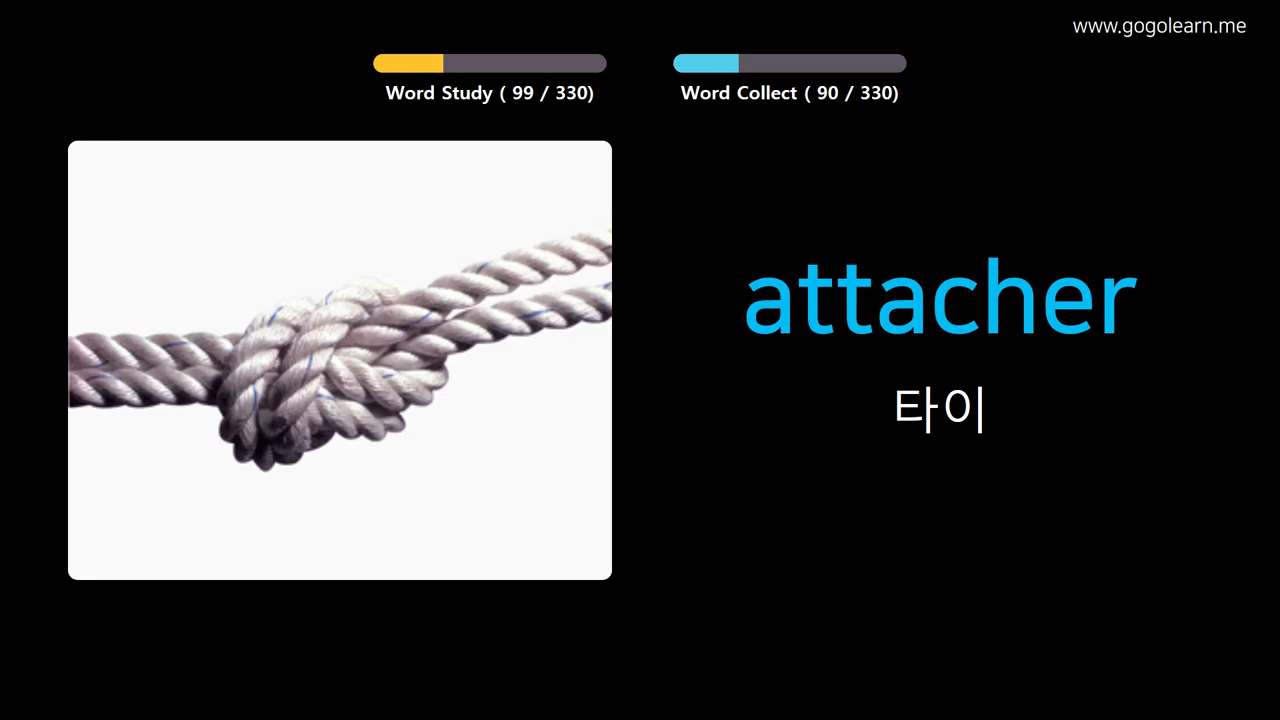 www.gogolearn.me
Word Study ( 99 / 330)
Word Collect ( 90 / 330)
attacher
타이